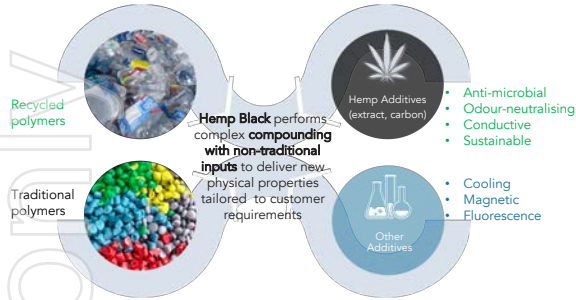 Recycled
polymers
Traditional
polymers
Hemp Black performs
complex compounding
with non-traditional
inputs to deliver new
physical properties
tailored to customer
requirements
Hemp Additives
(extract, carbon)
• Anti-microbial
• Odour-neutralising
• Conductive
• Sustainable
Other
Additives
• Cooling
• Magnetic
• Fluorescence